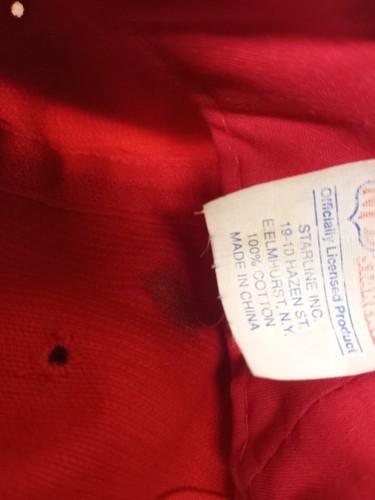 Officially Licensed Product
STARLINE INC.
19-10 HAZEN ST.
E.ELMHURST, N.Y.
100% COTTON
MADE IN CHINA